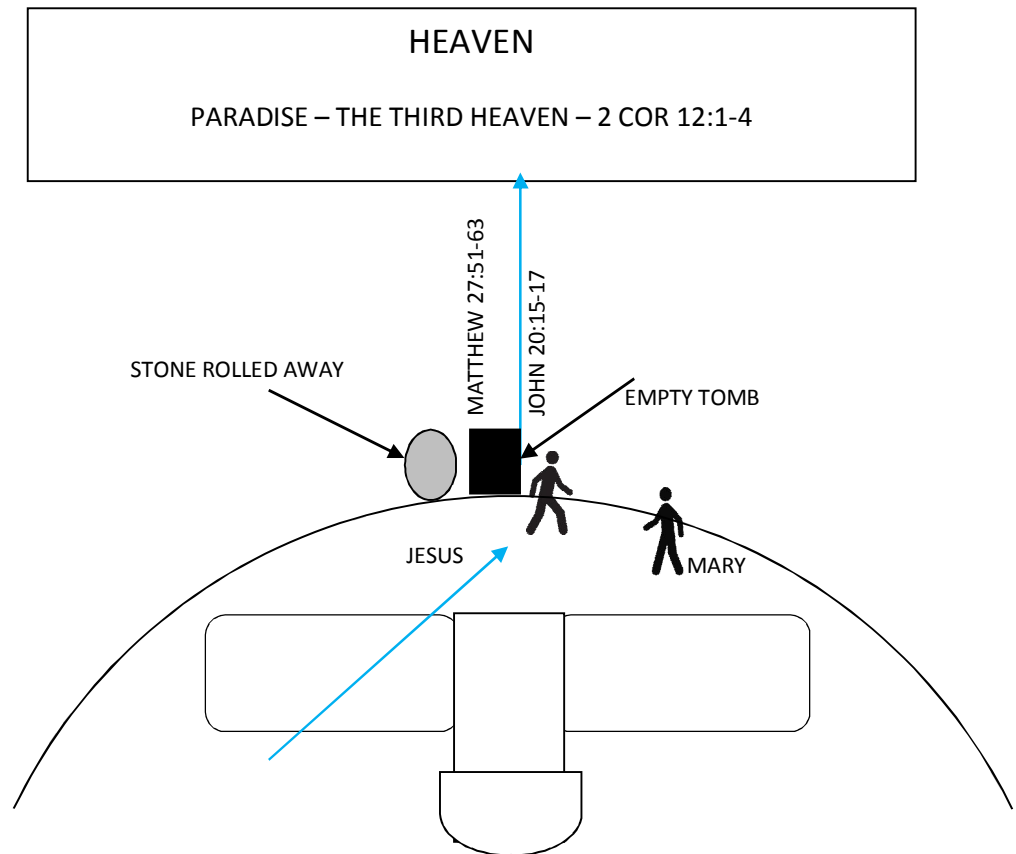 HEAVEN
PARADISE – THE THIRD HEAVEN – 2 COR 12:1-4
MATTHEW 27:51-63
JOHN 20:15-17
STONE ROLLED AWAY
EMPTY TOMB
JESUS
MARY